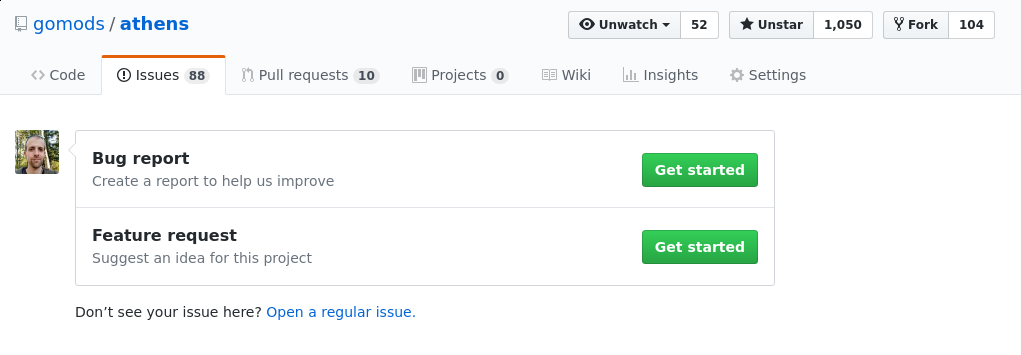 gomods / athens Unwatch 52 Unstar 1,050 Fork 104
Code Issues 88 Pull requests 10 Projects 0 Wiki Insights Settings
Bug report
Create a report to help us improve
Get started
Feature request
Suggest an idea for this project
Get started
Don’t see your issue here? Open a regular issue.